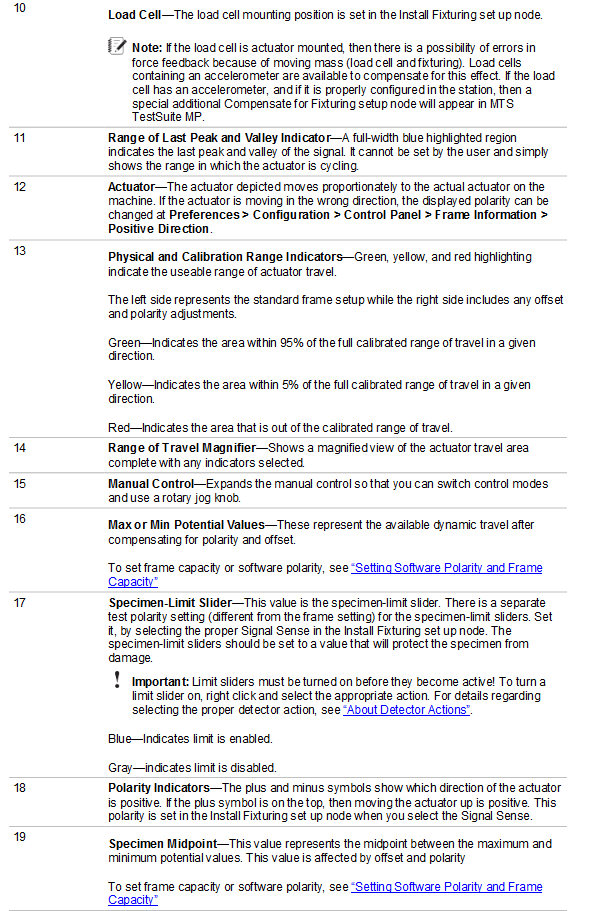 10
Load Cell—The load cell mounting position is set in the Install Fixturing set up node.
Note: If the load cell is actuator mounted, then there is a possibility of errors in
force feedback because of moving mass (load cell and fixturing). Load cells
containing an accelerometer are available to compensate for this effect. If the load
cell has an accelerometer, and if it is properly configured in the station, then a
special additional Compensate for Fixturing setup node will appear in MTS
TestSuite MP.
11
Range of Last Peak and Valley Indicator—A full-width blue highlighted region
indicates the last peak and valley of the signal. It cannot be set by the user and simply
shows the range in which the actuator is cycling.
12
Actuator—The actuator depicted moves proportionately to the actual actuator on the
machine. If the actuator is moving in the wrong direction, the displayed polarity can be
changed at Preferences > Configuration > Control Panel > Frame Information >
Positive Direction.
13
Physical and Calibration Range Indicators—Green, yellow, and red highlighting
indicate the useable range of actuator travel.
The left side represents the standard frame setup while the right side includes any offset
and polarity adjustments.
Green—Indicates the area within 95% of the full calibrated range of travel in a given
direction.
Yellow—Indicates the area within 5% of the full calibrated range of travel in a given
direction.
Red—Indicates the area that is out of the calibrated range of travel.
14
Range of Travel Magnifier—Shows a magnified view of the actuator travel area
complete with any indicators selected.
15
Manual Control—Expands the manual control so that you can switch control modes
and use a rotary jog knob.
16
Max or Min Potential Values—These represent the available dynamic travel after
compensating for polarity and offset.
To set frame capacity or software polarity, see "Setting Software Polarity and Frame
Capacity"
17
Specimen-Limit Slider—This value is the specimen-limit slider. There is a separate
test polarity setting (different from the frame setting) for the specimen-limit sliders. Set
it, by selecting the proper Signal Sense in the Install Fixturing set up node. The
specimen-limit sliders should be set to a value that will protect the specimen from
damage.
Important: Limit sliders must be turned on before they become active! To turn a
limit slider on, right click and select the appropriate action. For details regarding
selecting the proper detector action, see "About Detector Actions".
Blue—Indicates limit is enabled.
Gray—indicates limit is disabled.
18
Polarity Indicators—The plus and minus symbols show which direction of the actuator
is positive. If the plus symbol is on the top, then moving the actuator up is positive. This
polarity is set in the Install Fixturing set up node when you select the Signal Sense.
19
Specimen Midpoint—This value represents the midpoint between the maximum and
minimum potential values. This value is affected by offset and polarity
To set frame capacity or software polarity, see "Setting Software Polarity and Frame
Capacity"